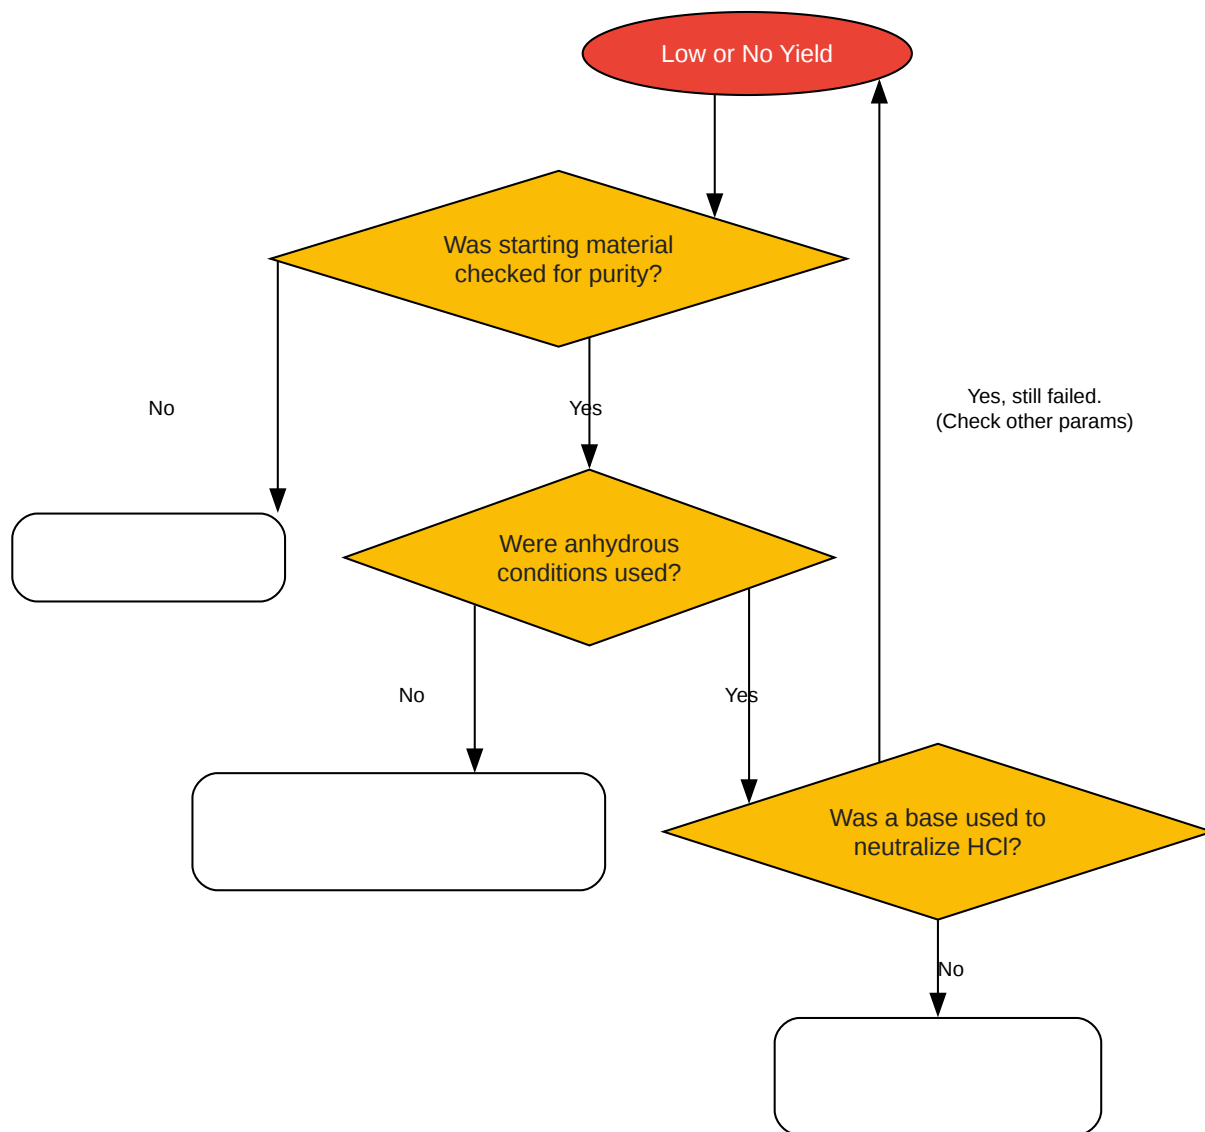 Low or No Yield
Was starting material
checked for purity?
No
Yes
Yes, still failed.
(Check other params)
Were anhydrous
conditions used?
No
Yes
Was a base used to
neutralize HCl?
No